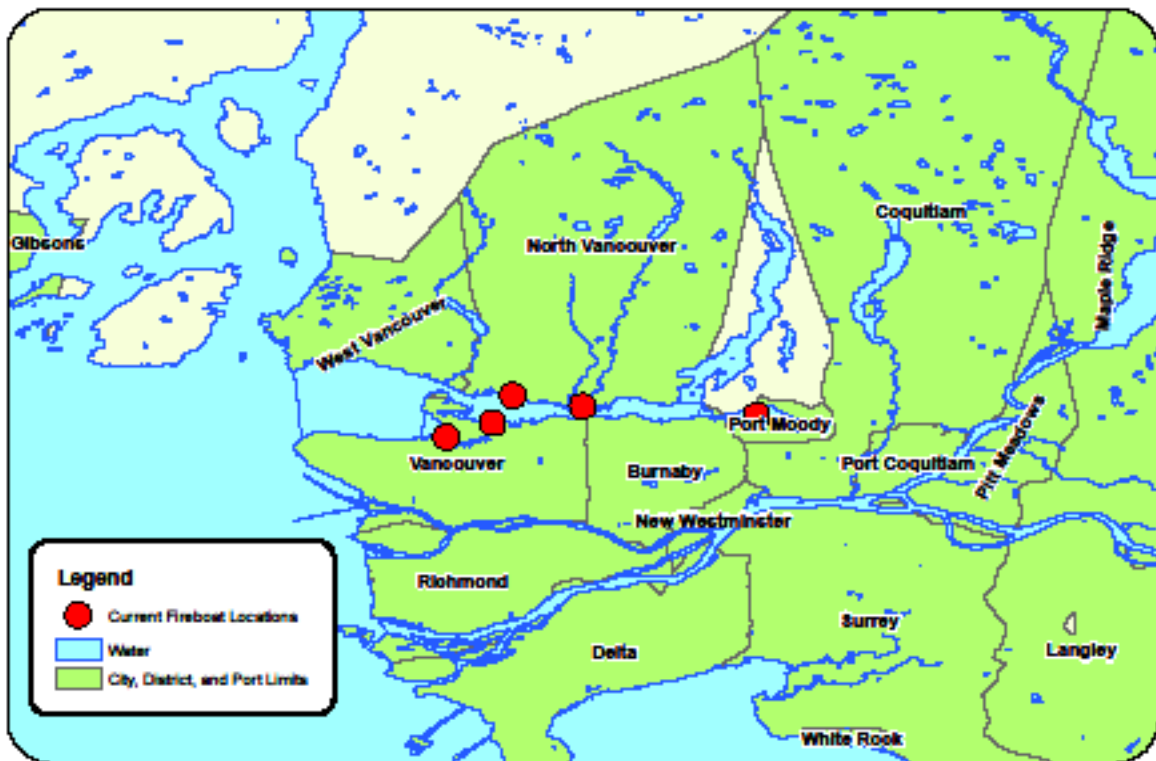 Gibsons
West Vancouver
North Vancouver
Coquitlam
Maple Ridge
Port Moody
Vancouver
Burnaby
Port Coquitlam
Pitt Meadows
New Westminster
Richmond
Delta
Surrey
Langley
White Rock
Legend
Current Fireboat Locations
Water
City, District, and Port Limits